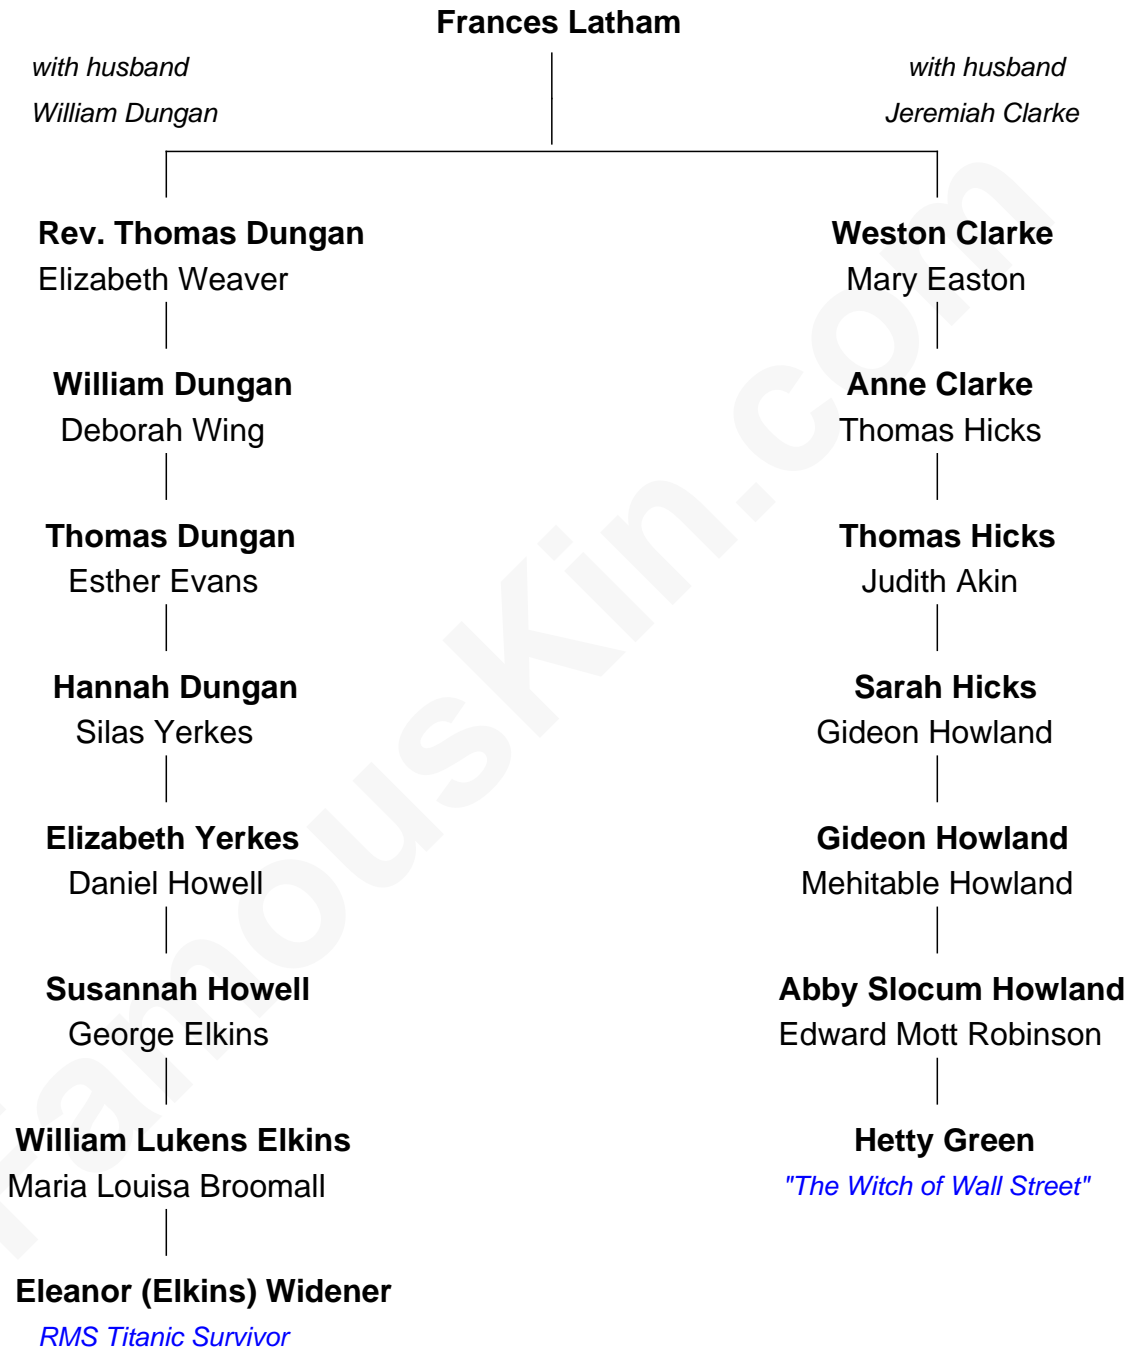 Frances Latham
with husband
William Dungan
with husband
Jeremiah Clarke
Rev. Thomas Dungan
Elizabeth Weaver
Weston Clarke
Mary Easton
William Dungan
Deborah Wing
Anne Clarke
Thomas Hicks
Thomas Dungan
Esther Evans
Thomas Hicks
Judith Akin
Hannah Dungan
Silas Yerkes
Sarah Hicks
Gideon Howland
Elizabeth Yerkes
Daniel Howell
Gideon Howland
Mehitable Howland
Susannah Howell
George Elkins
Abby Slocum Howland
Edward Mott Robinson
William Lukens Elkins
Maria Louisa Broomall
Hetty Green
"The Witch of Wall Street"
Eleanor (Elkins) Widener
RMS Titanic Survivor
FamousKin.com